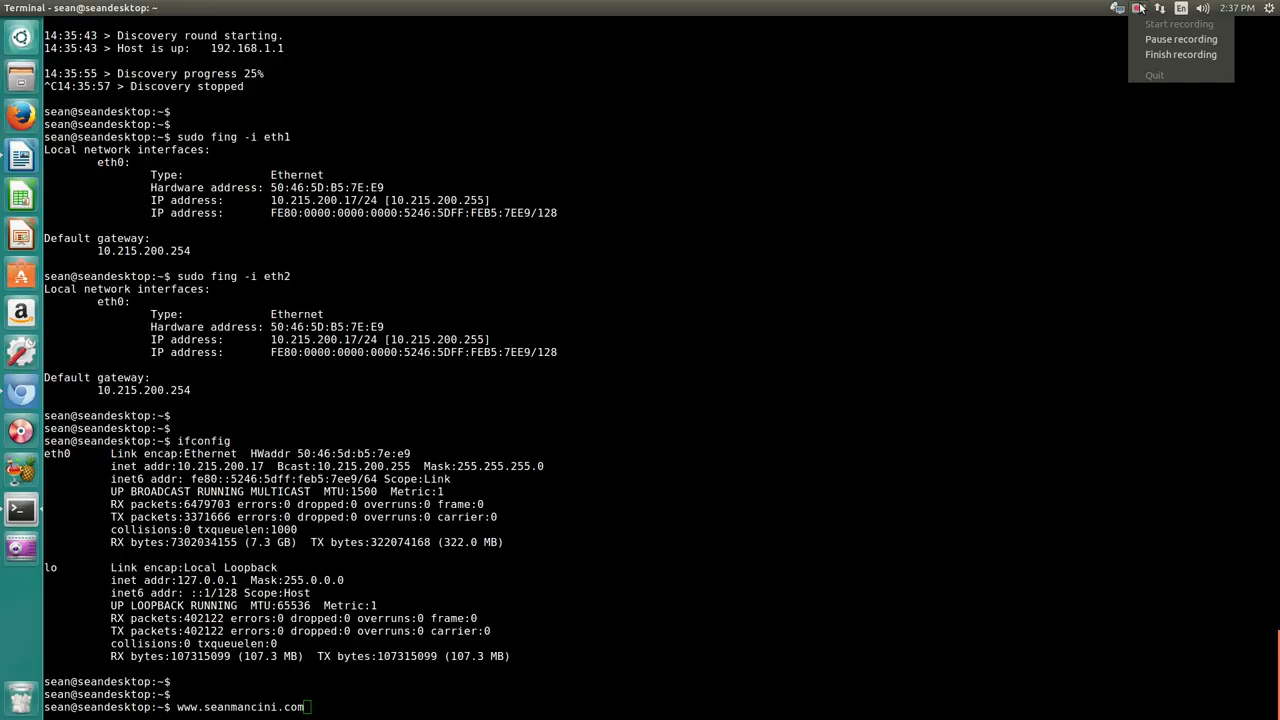 Terminal - sean@seandesktop: ~
En
2:37 PM
Start recording
Pause recording
Finish recording
Quit
14:35:43 > Discovery round starting.
14:35:43 > Host is up:   192.168.1.1
14:35:55 > Discovery progress 25%
^C14:35:57 > Discovery stopped
sean@seandesktop:~$
sean@seandesktop:~$
sean@seandesktop:~$ sudo fing -i eth1
Local network interfaces:
eth0:
Type:        Ethernet
Hardware address: 50:46:5D:B5:7E:E9
IP address:       10.215.200.17/24 [10.215.200.255]
IP address:       FE80:0000:0000:0000:5246:5DFF:FEB5:7EE9/128
Default gateway:
10.215.200.254
sean@seandesktop:~$ sudo fing -i eth2
Local network interfaces:
eth0:
Type:        Ethernet
Hardware address: 50:46:5D:B5:7E:E9
IP address:       10.215.200.17/24 [10.215.200.255]
IP address:       FE80:0000:0000:0000:5246:5DFF:FEB5:7EE9/128
Default gateway:
10.215.200.254
sean@seandesktop:~$
sean@seandesktop:~$
sean@seandesktop:~$ ifconfig
eth0      Link encap:Ethernet  HWaddr 50:46:5d:b5:7e:e9
inet addr:10.215.200.17  Bcast:10.215.200.255  Mask:255.255.255.0
inet6 addr: fe80::5246:5dff:feb5:7ee9/64 Scope:Link
UP BROADCAST RUNNING MULTICAST  MTU:1500  Metric:1
RX packets:6479703 errors:0 dropped:0 overruns:0 frame:0
TX packets:3371666 errors:0 dropped:0 overruns:0 carrier:0
collisions:0 txqueuelen:1000
RX bytes:7302034155 (7.3 GB)  TX bytes:322074168 (322.0 MB)
lo        Link encap:Local Loopback
inet addr:127.0.0.1  Mask:255.0.0.0
inet6 addr: ::1/128 Scope:Host
UP LOOPBACK RUNNING  MTU:65536  Metric:1
RX packets:402122 errors:0 dropped:0 overruns:0 frame:0
TX packets:402122 errors:0 dropped:0 overruns:0 carrier:0
collisions:0 txqueuelen:0
RX bytes:107315099 (107.3 MB)  TX bytes:107315099 (107.3 MB)
sean@seandesktop:~$
sean@seandesktop:~$
sean@seandesktop:~$ www.seanmancini.com